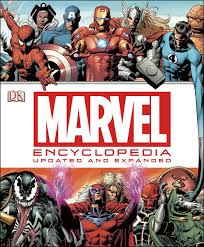 DK
MARVEL
ENCYCLOPEDIA
UPDATED AND EXPANDED